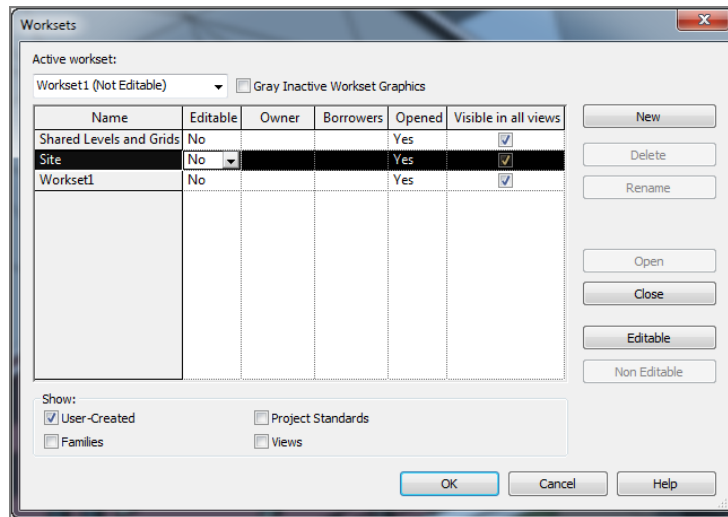 Worksets
Active workset:
Workset1 (Not Editable)
Gray Inactive Workset Graphics
Name Editable Owner Borrowers Opened Visible in all views
Shared Levels and Grids No Yes
Site No Yes
Workset1 No Yes
New
Delete
Rename
Open
Close
Editable
Non Editable
Show:
User-Created Project Standards
Families Views
OK Cancel Help